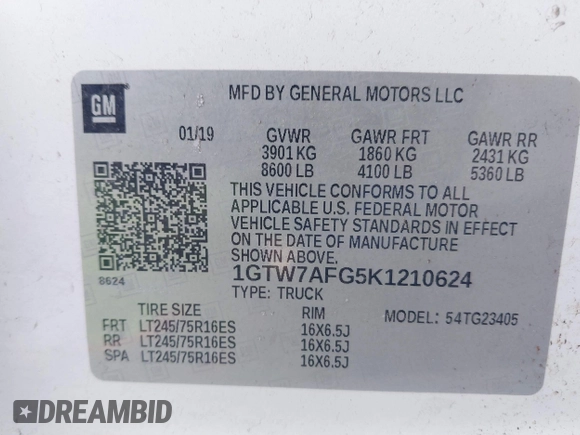 GM
MFD BY GENERAL MOTORS LLC
01/19 GVWR GAWR FRT GAWR RR
3901 KG 1860 KG 2431 KG
8600 LB 4100 LB 5360 LB
THIS VEHICLE CONFORMS TO ALL
APPLICABLE U.S. FEDERAL MOTOR
VEHICLE SAFETY STANDARDS IN EFFECT
ON THE DATE OF MANUFACTURE
SHOWN ABOVE.
8624
1GTW7AFG5K1210624
TYPE: TRUCK
TIRE SIZE RIM MODEL: 54TG23405
FRT LT245/75R16ES 16X6.5J
RR LT245/75R16ES 16X6.5J
SPA LT245/75R16ES 16X6.5J
DREAMBID